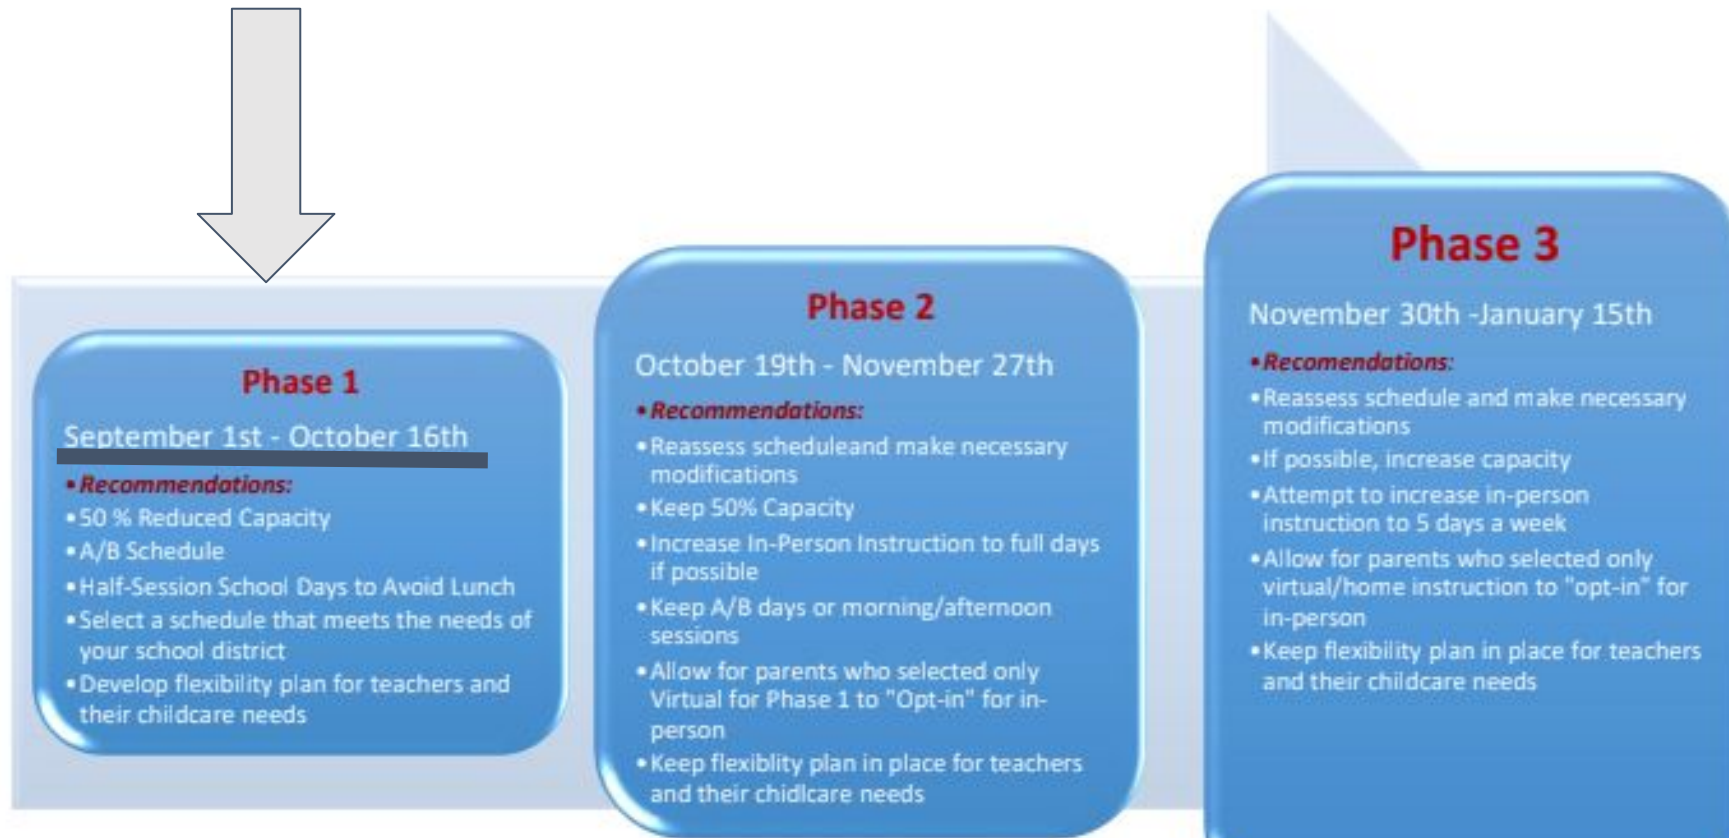 Phase 1
September 1st - October 16th
•Recommendations:
•50 % Reduced Capacity
•A/B Schedule
•Half-Session School Days to Avoid Lunch
•Select a schedule that meets the needs of
your school district
•Develop flexibility plan for teachers and
their childcare needs
Phase 2
October 19th - November 27th
•Recommendations:
•Reassess scheduleand make necessary
modifications
•Keep 50% Capacity
•Increase In-Person Instruction to full days
if possible
•Keep A/B days or morning/afternoon
sessions
•Allow for parents who selected only
Virtual for Phase 1 to "Opt-in" for in-
person
•Keep flexiblity plan in place for teachers
and their chidlcare needs
Phase 3
November 30th -January 15th
•Recomendations:
•Reassess schedule and make necessary
modifications
•If possible, increase capacity
•Attempt to increase in-person
instruction to 5 days a week
•Allow for parents who selected only
virtual/home instruction to "opt-in" for
in-person
•Keep flexibility plan in place for teachers
and their childcare needs